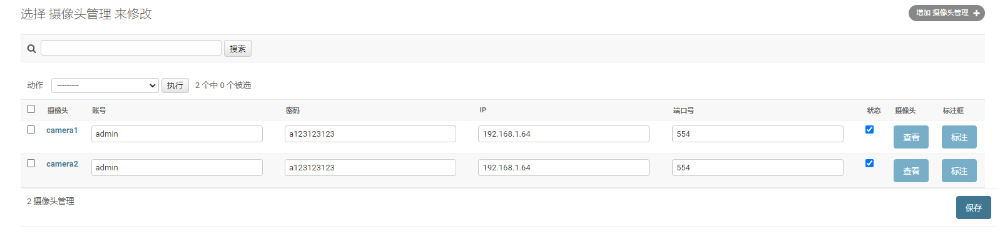 选择 摄像头管理 来修改
增加 摄像头管理
搜索
动作 --------- 执行 2 个中 0 个被选
摄像头 账号 密码 IP 端口号 状态 摄像头 标注框
camera1 admin a123123123 192.168.1.64 554 查看 标注
camera2 admin a123123123 192.168.1.64 554 查看 标注
2 摄像头管理
保存